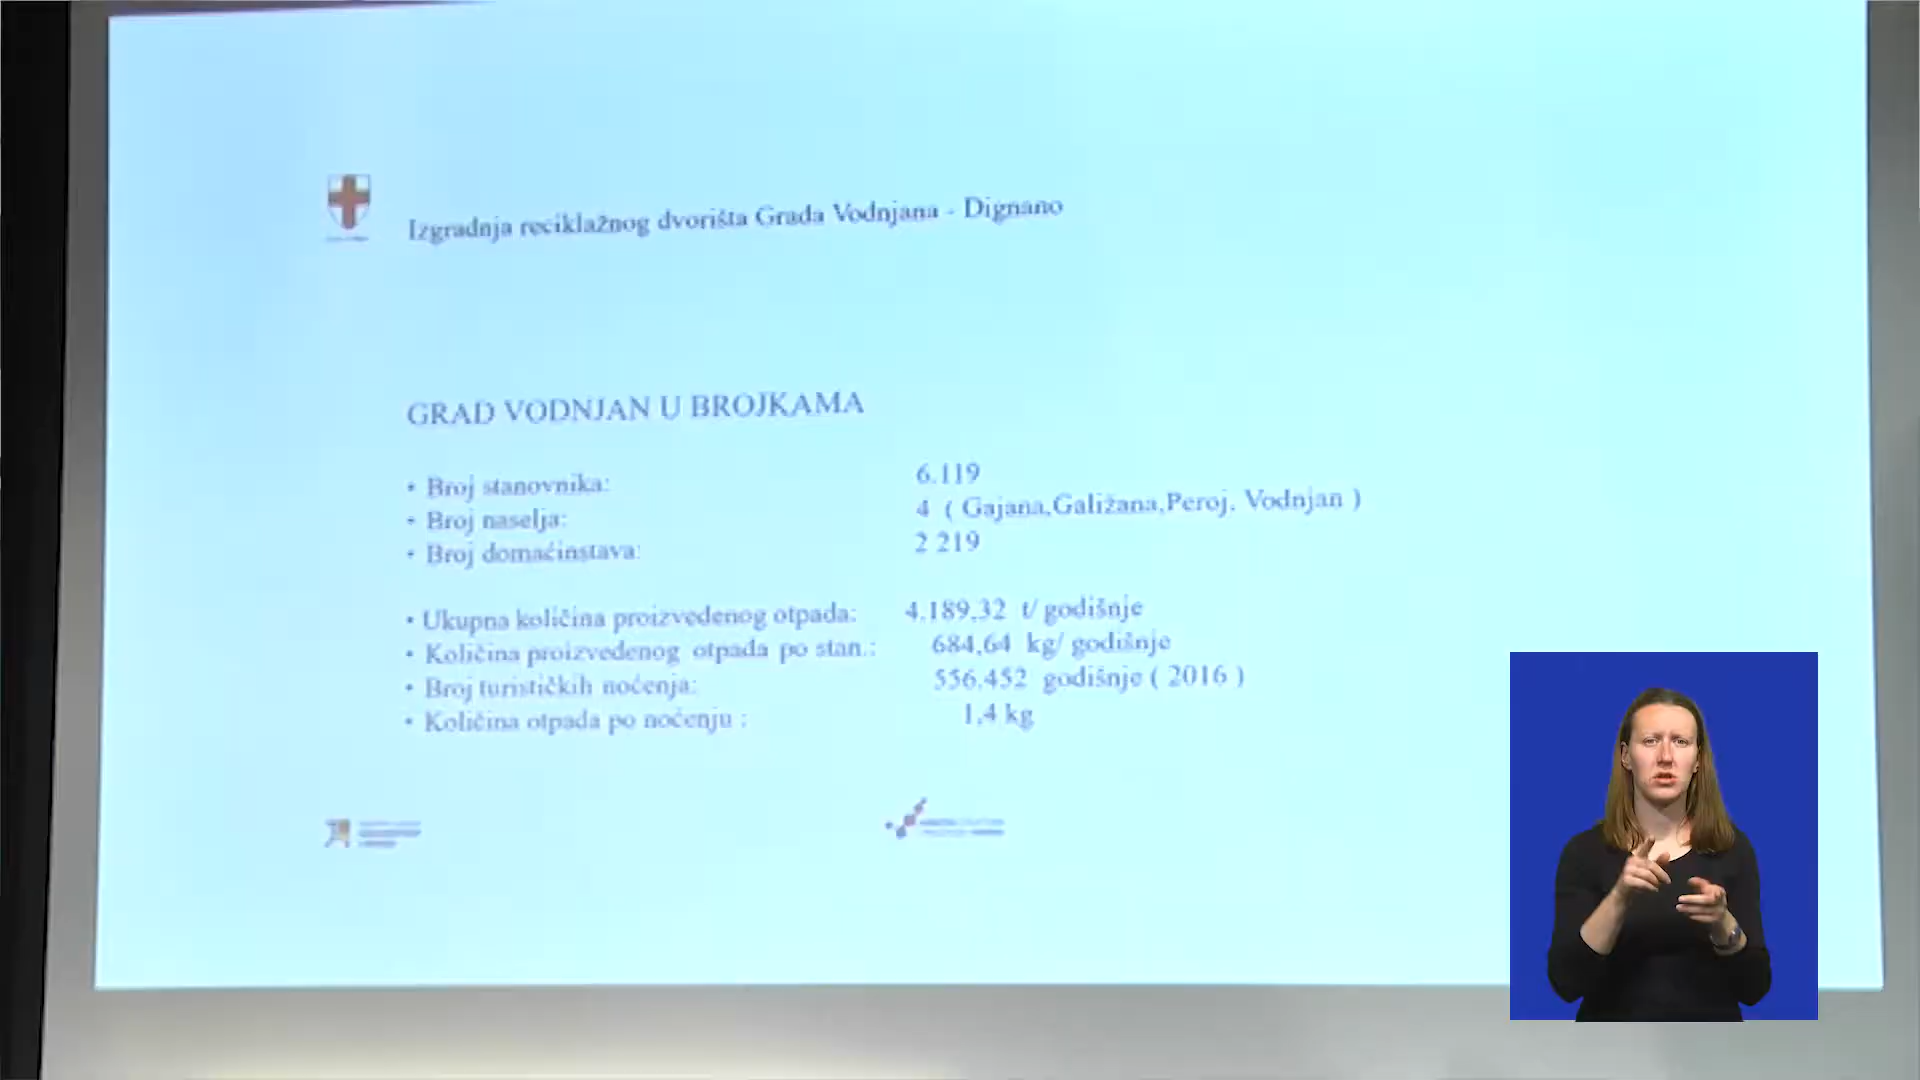 Izgradnja reciklažnog dvorišta Grada Vodnjana - Dignano
GRAD VODNJAN U BROJKAMA
• Broj stanovnika: 6.119
• Broj naselja: 4 ( Gajana,Galižana,Peroj, Vodnjan )
• Broj domaćinstava: 2 219
• Ukupna količina proizvedenog otpada: 4.189,32 t/ godišnje
• Količina proizvedenog otpada po stan.: 684,64 kg/ godišnje
• Broj turističkih noćenja: 556.452 godišnje ( 2016 )
• Količina otpada po noćenju : 1,4 kg